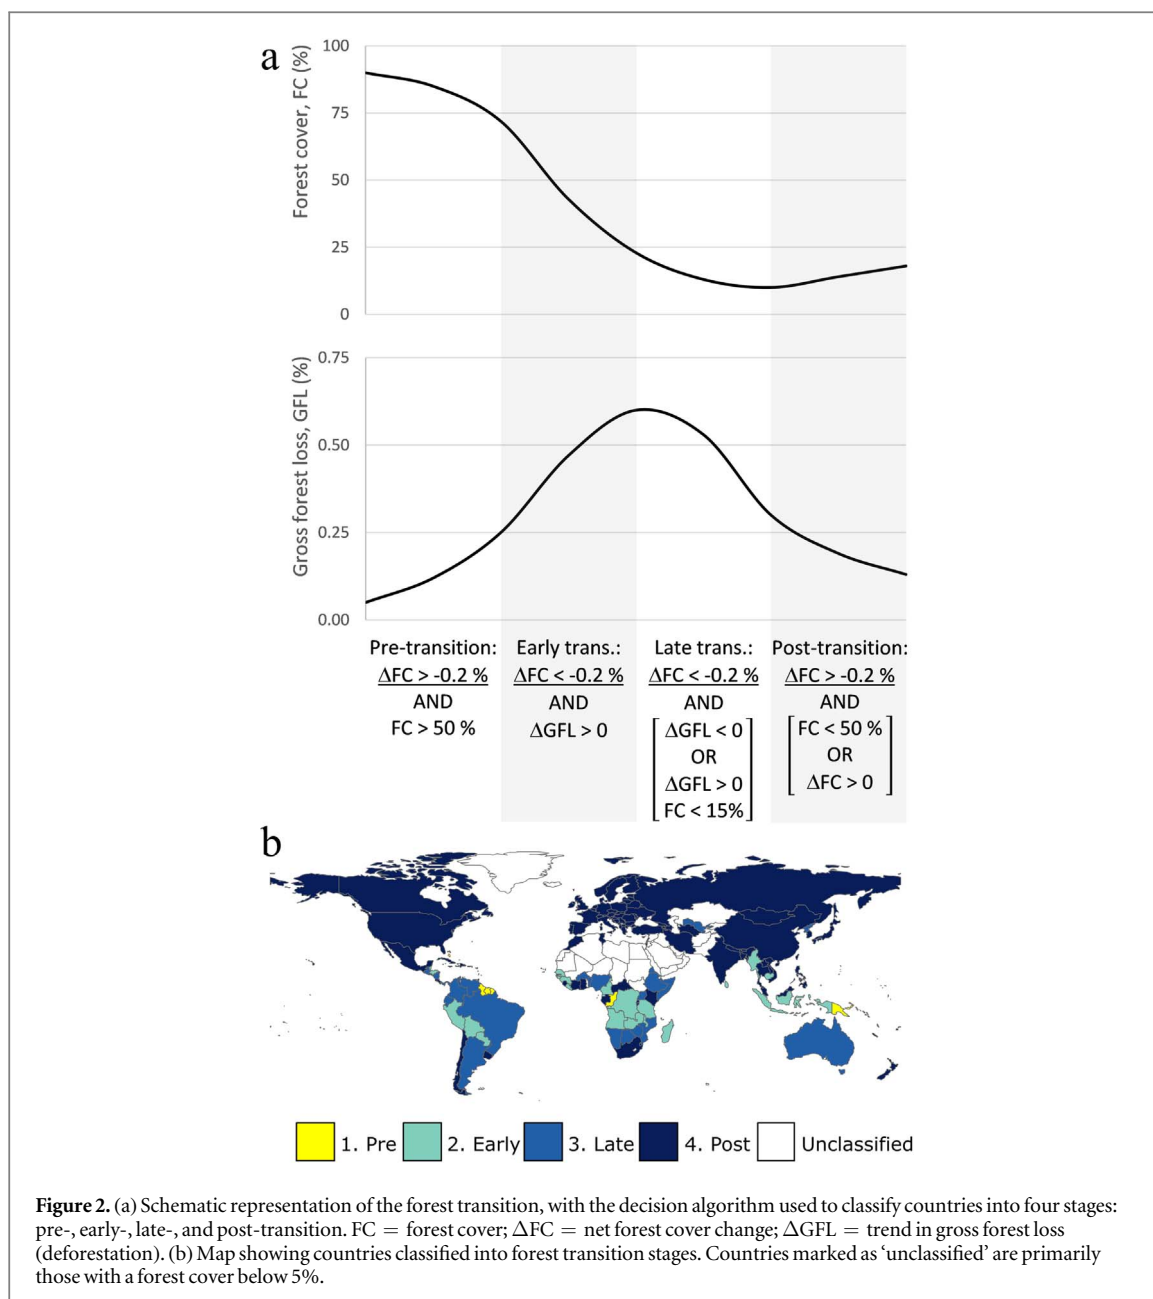 a
Forest cover, FC (%)
100
75
50
25
0
Gross forest loss, GFL (%)
0.75
0.50
0.25
0.00
Pre-transition:
ΔFC > -0.2 %
AND
FC > 50 %
Early trans.:
ΔFC < -0.2 %
AND
ΔGFL > 0
Late trans.:
ΔFC < -0.2 %
AND
ΔGFL < 0
OR
ΔGFL > 0
FC < 15%
Post-transition:
ΔFC > -0.2 %
AND
FC < 50 %
OR
ΔFC > 0
b
1. Pre
2. Early
3. Late
4. Post
Unclassified
Figure 2. (a) Schematic representation of the forest transition, with the decision algorithm used to classify countries into four stages:
pre-, early-, late-, and post-transition. FC = forest cover; ΔFC = net forest cover change; ΔGFL = trend in gross forest loss
(deforestation). (b) Map showing countries classified into forest transition stages. Countries marked as ‘unclassified’ are primarily
those with a forest cover below 5%.